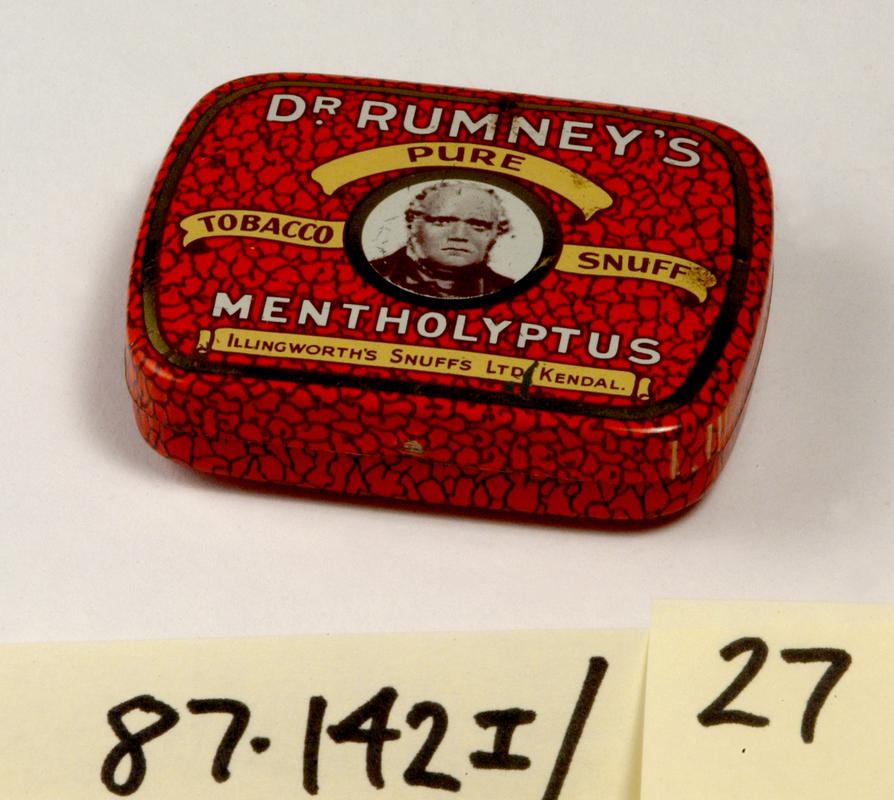 DR RUMNEY'S
PURE
TOBACCO SNUFF
MENTHOLYPTUS
ILLINGWORTH'S SNUFFS LTD KENDAL.
87.142I/27